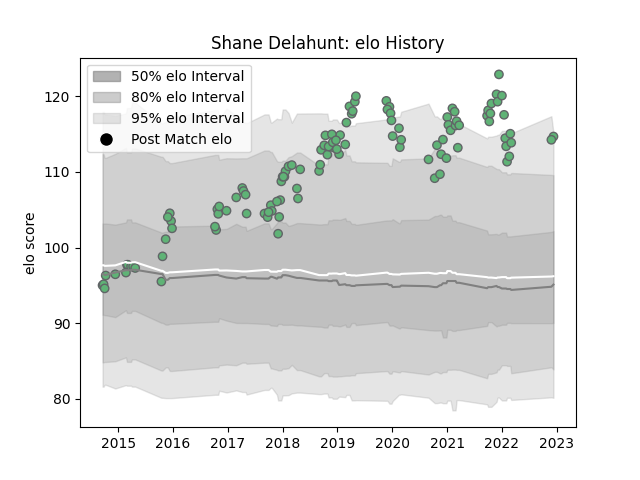 Shane Delahunt: elo History
50% elo Interval
80% elo Interval
95% elo Interval
Post Match elo
elo score
120
110
100
90
80
2015 2016 2017 2018 2019 2020 2021 2022 2023